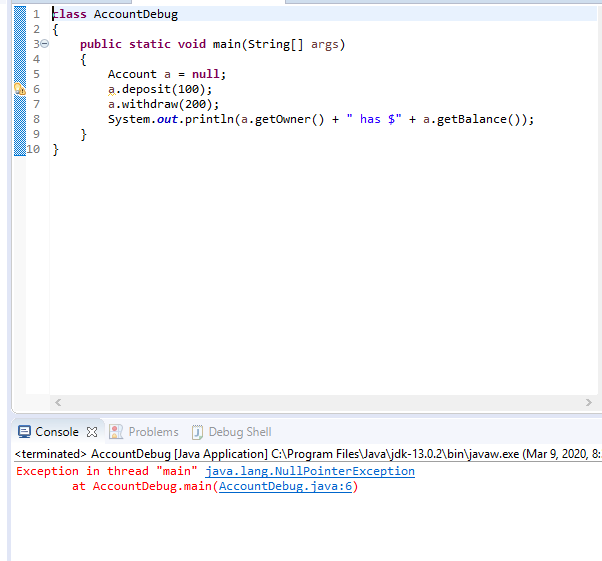 1 class AccountDebug
2 {
3 public static void main(String[] args)
4 {
5 Account a = null;
6 a.deposit(100);
7 a.withdraw(200);
8 System.out.println(a.getOwner() + " has $" + a.getBalance());
9 }
10 }
Console Problems Debug Shell
<terminated> AccountDebug [Java Application] C:\Program Files\Java\jdk-13.0.2\bin\javaw.exe (Mar 9, 2020, 8:
Exception in thread "main" java.lang.NullPointerException
at AccountDebug.main(AccountDebug.java:6)